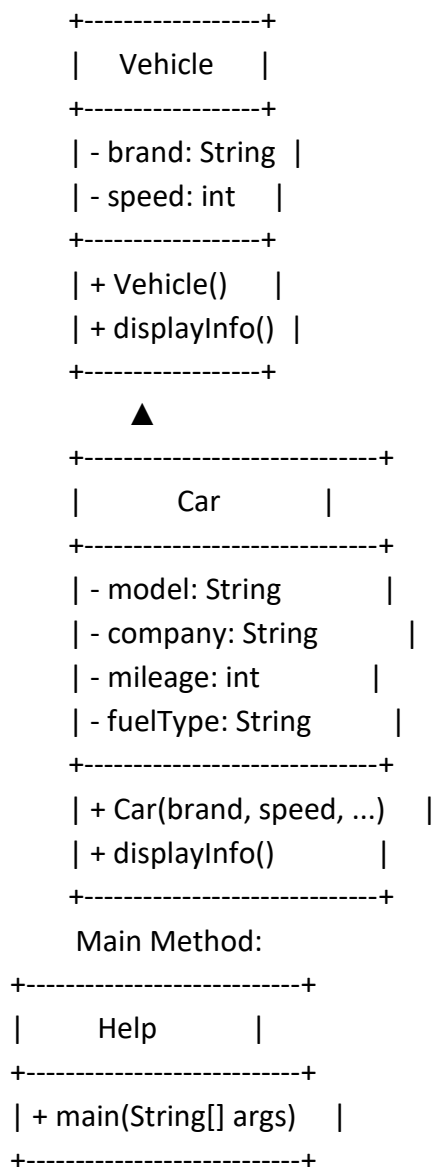 +------------------+
|    Vehicle    |
+------------------+
| - brand: String  |
| - speed: int     |
+------------------+
| + Vehicle()      |
| + displayInfo()  |
+------------------+
▲
+------------------------------+
|            Car            |
+------------------------------+
| - model: String             |
| - company: String           |
| - mileage: int              |
| - fuelType: String          |
+------------------------------+
| + Car(brand, speed, ...)     |
| + displayInfo()             |
+------------------------------+
Main Method:
+----------------------------+
|         Help          |
+----------------------------+
| + main(String[] args)     |
+----------------------------+